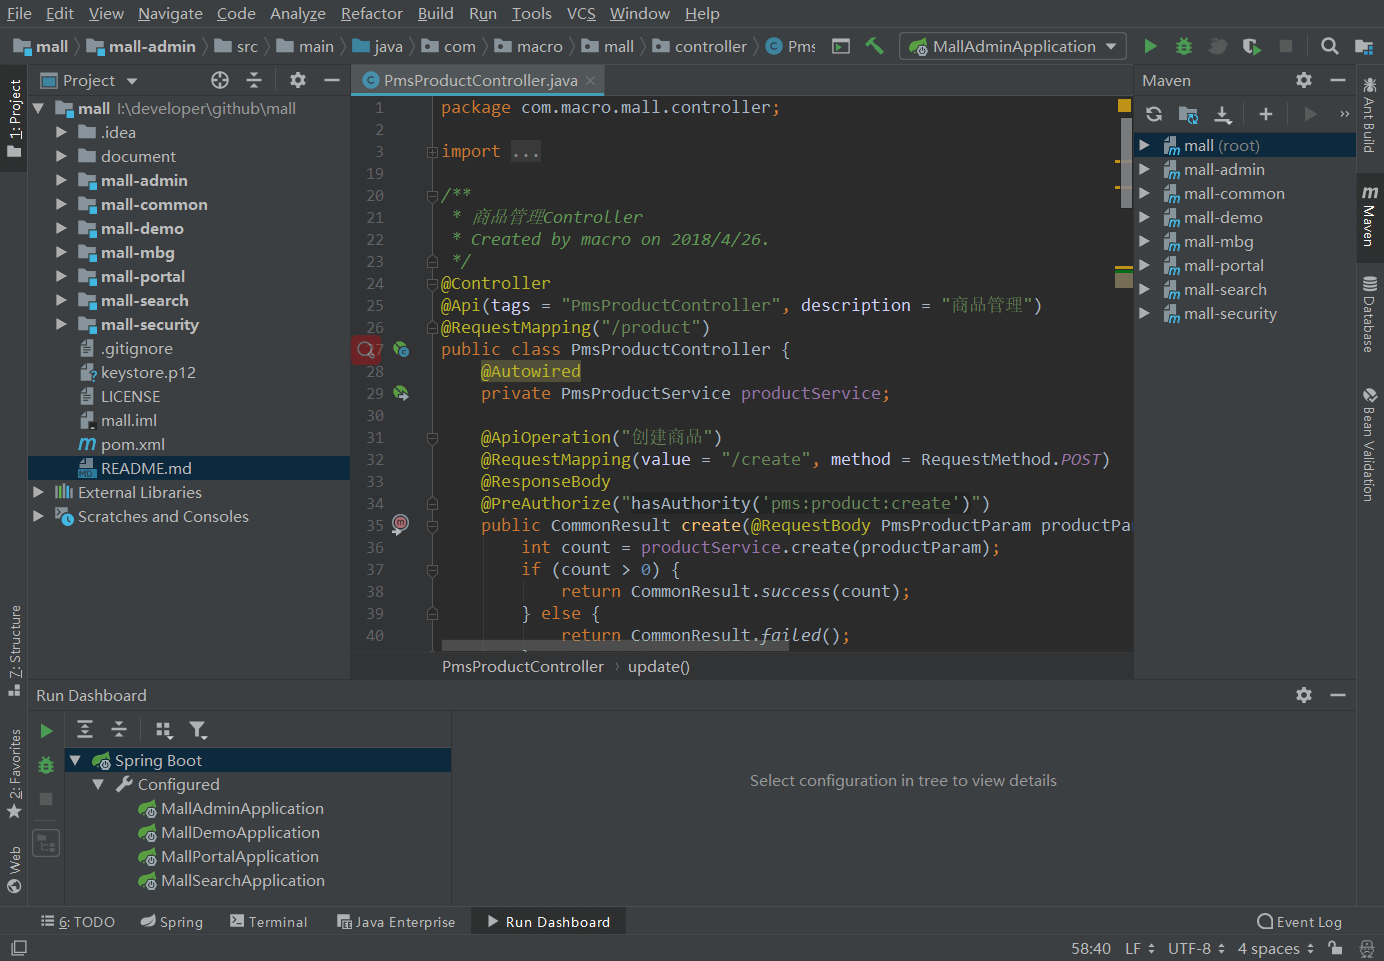 File Edit View Navigate Code Analyze Refactor Build Run Tools VCS Window Help
mall mall-admin src main java com macro mall controller Pms MallAdminApplication
1: Project
Z: Structure
2: Favorites
Web
Project
mall I:\developer\github\mall
.idea
document
mall-admin
mall-common
mall-demo
mall-mbg
mall-portal
mall-search
mall-security
.gitignore
keystore.p12
LICENSE
mall.iml
pom.xml
README.md
External Libraries
Scratches and Consoles
PmsProductController.java
1 package com.macro.mall.controller;
2
3 import ...
19
20 /**
21 * 商品管理Controller
22 * Created by macro on 2018/4/26.
23 */
24 @Controller
25 @Api(tags = "PmsProductController", description = "商品管理")
26 @RequestMapping("/product")
7 public class PmsProductController {
28 @Autowired
29 private PmsProductService productService;
30
31 @ApiOperation("创建商品")
32 @RequestMapping(value = "/create", method = RequestMethod.POST)
33 @ResponseBody
34 @PreAuthorize("hasAuthority('pms:product:create')")
35 public CommonResult create(@RequestBody PmsProductParam productPa
36 int count = productService.create(productParam);
37 if (count > 0) {
38 return CommonResult.success(count);
39 } else {
40 return CommonResult.failed();
PmsProductController › update()
Maven
mall (root)
mall-admin
mall-common
mall-demo
mall-mbg
mall-portal
mall-search
mall-security
Ant Build
Maven
Database
Bean Validation
Run Dashboard
Spring Boot
Configured
MallAdminApplication
MallDemoApplication
MallPortalApplication
MallSearchApplication
Select configuration in tree to view details
6: TODO Spring Terminal Java Enterprise Run Dashboard Event Log
58:40 LF UTF-8 4 spaces